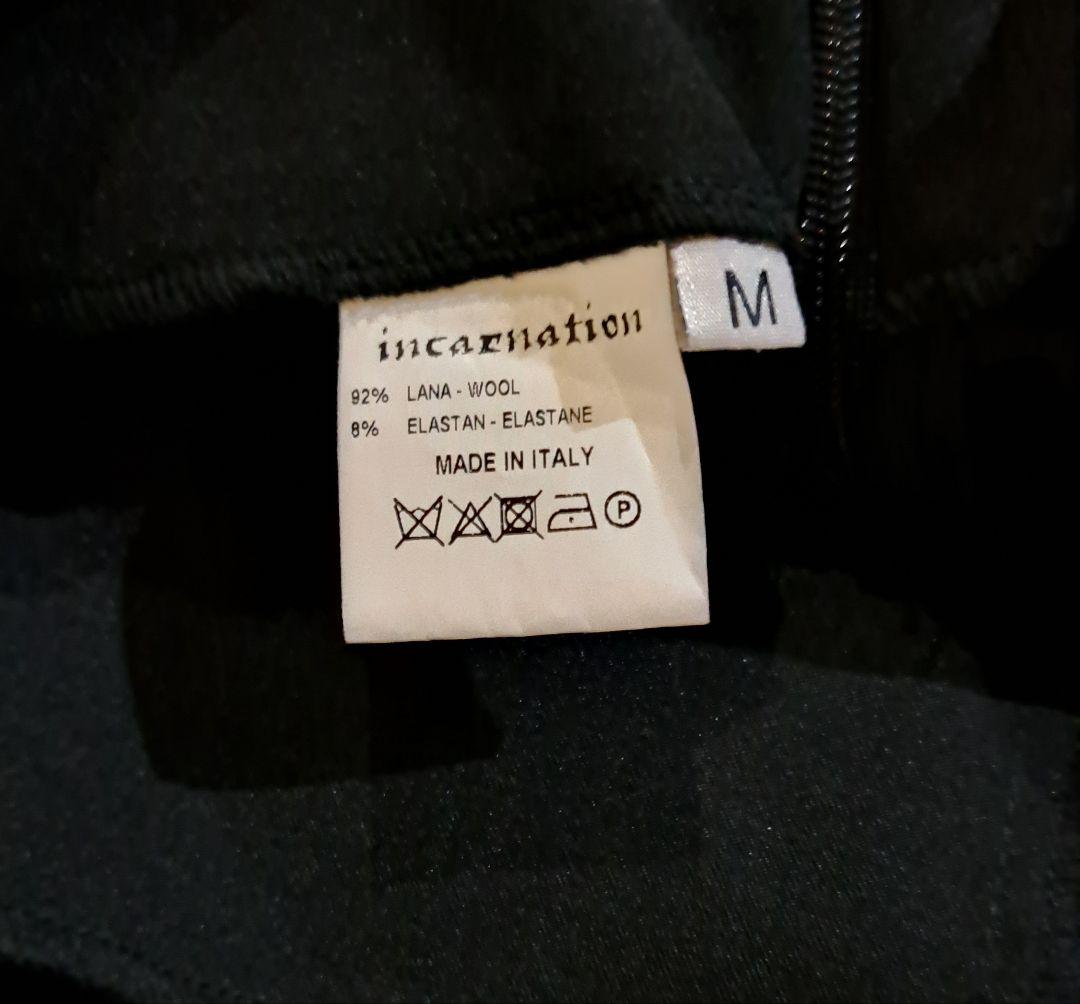 incarnation
M
92% LANA - WOOL
8% ELASTAN - ELASTANE
MADE IN ITALY
P